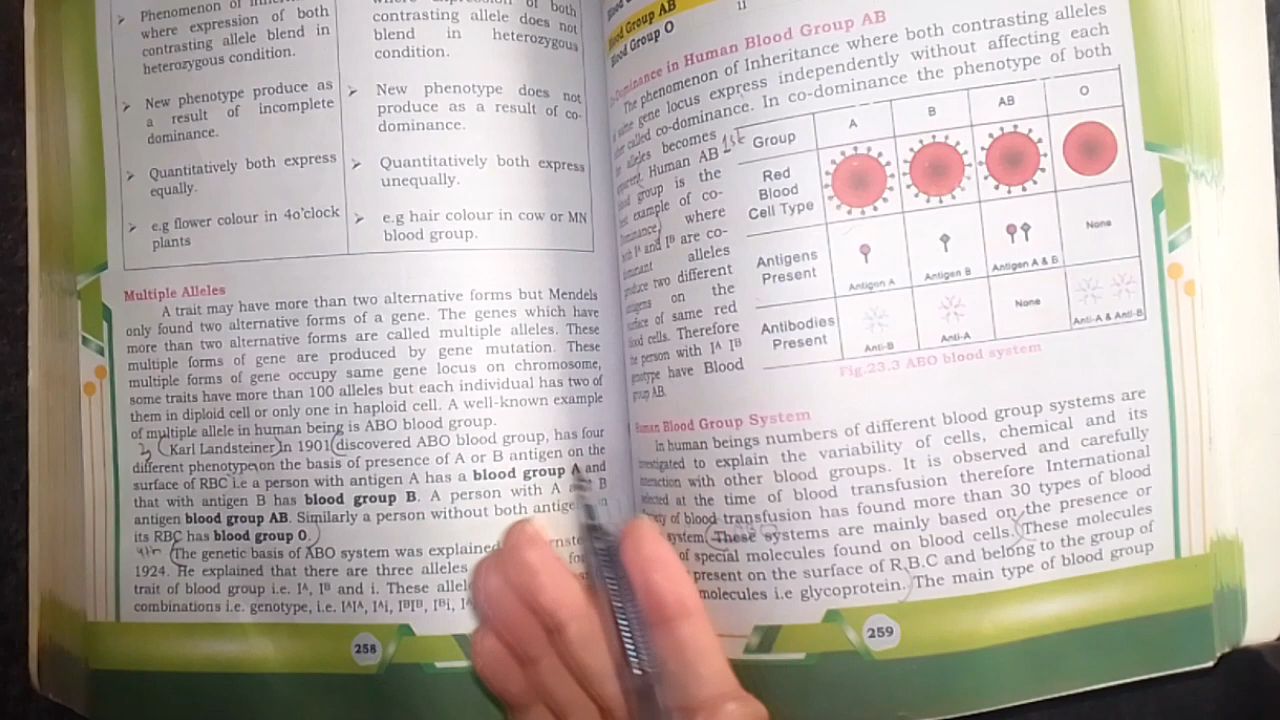 Phenomenon of
where expression of both
contrasting allele blend in
heterozygous condition.
New phenotype produce as
a result of incomplete
dominance.
Quantitatively both express
equally.
e.g flower colour in 4o'clock
plants
of both
contrasting allele does not
blend in heterozygous
condition.
New phenotype does not
produce as a result of co-
dominance.
Quantitatively both express
unequally.
e.g hair colour in cow or MN
blood group.
Multiple Alleles
A trait may have more than two alternative forms but Mendels
only found two alternative forms of a gene. The genes which have
more than two alternative forms are called multiple alleles. These
multiple forms of gene are produced by gene mutation. These
multiple forms of gene occupy same gene locus on chromosome,
some traits have more than 100 alleles but each individual has two of
them in diploid cell or only one in haploid cell. A well-known example
of multiple allele in human being is ABO blood group.
Karl Landsteiner In 1901 discovered ABO blood group, has four
different phenotype on the basis of presence of A or B antigen on the
surface of RBC i.e a person with antigen A has a blood group A and
that with antigen B has blood group B. A person with A B
antigen blood group AB. Similarly a person without both
its RBC has blood group O.
4th The genetic basis of ABO system was explained
1924. He explained that there are three alleles
trait of blood group i.e. Iᴬ, Iᴮ and i. These
combinations i.e. genotype, i.e. IᴬIᴬ, Iᴬi, IᴮIᴮ, Iᴮi,
258
Blood Group AB
Blood Group O
ii
Dominance in Human Blood Group AB
The phenomenon of Inheritance where both contrasting alleles
same gene locus express independently without affecting each
called co-dominance. In co-dominance the phenotype of both
alleles becomes
Human AB
group is the
example of co-
where
Iᴬ and Iᴮ are co-
alleles
two different
on the
of same red
cells. Therefore
person with Iᴬ Iᴮ
have Blood
group AB.
Group A B AB O
Red
Blood
Cell Type
Antigens
Present
Antigen A Antigen B Antigen A & B None
Antibodies
Present
Anti-B Anti-A None Anti-A & Anti-B
Fig.23.3 ABO blood system
Human Blood Group System
In human beings numbers of different blood group systems are
investigated to explain the variability of cells, chemical and its
with other blood groups. It is observed and carefully
at the time of blood transfusion therefore International
of blood transfusion has found more than 30 types of blood
system. These systems are mainly based on the presence or
of special molecules found on blood cells. These molecules
present on the surface of R.B.C and belong to the group of
molecules i.e glycoprotein. The main type of blood group
259